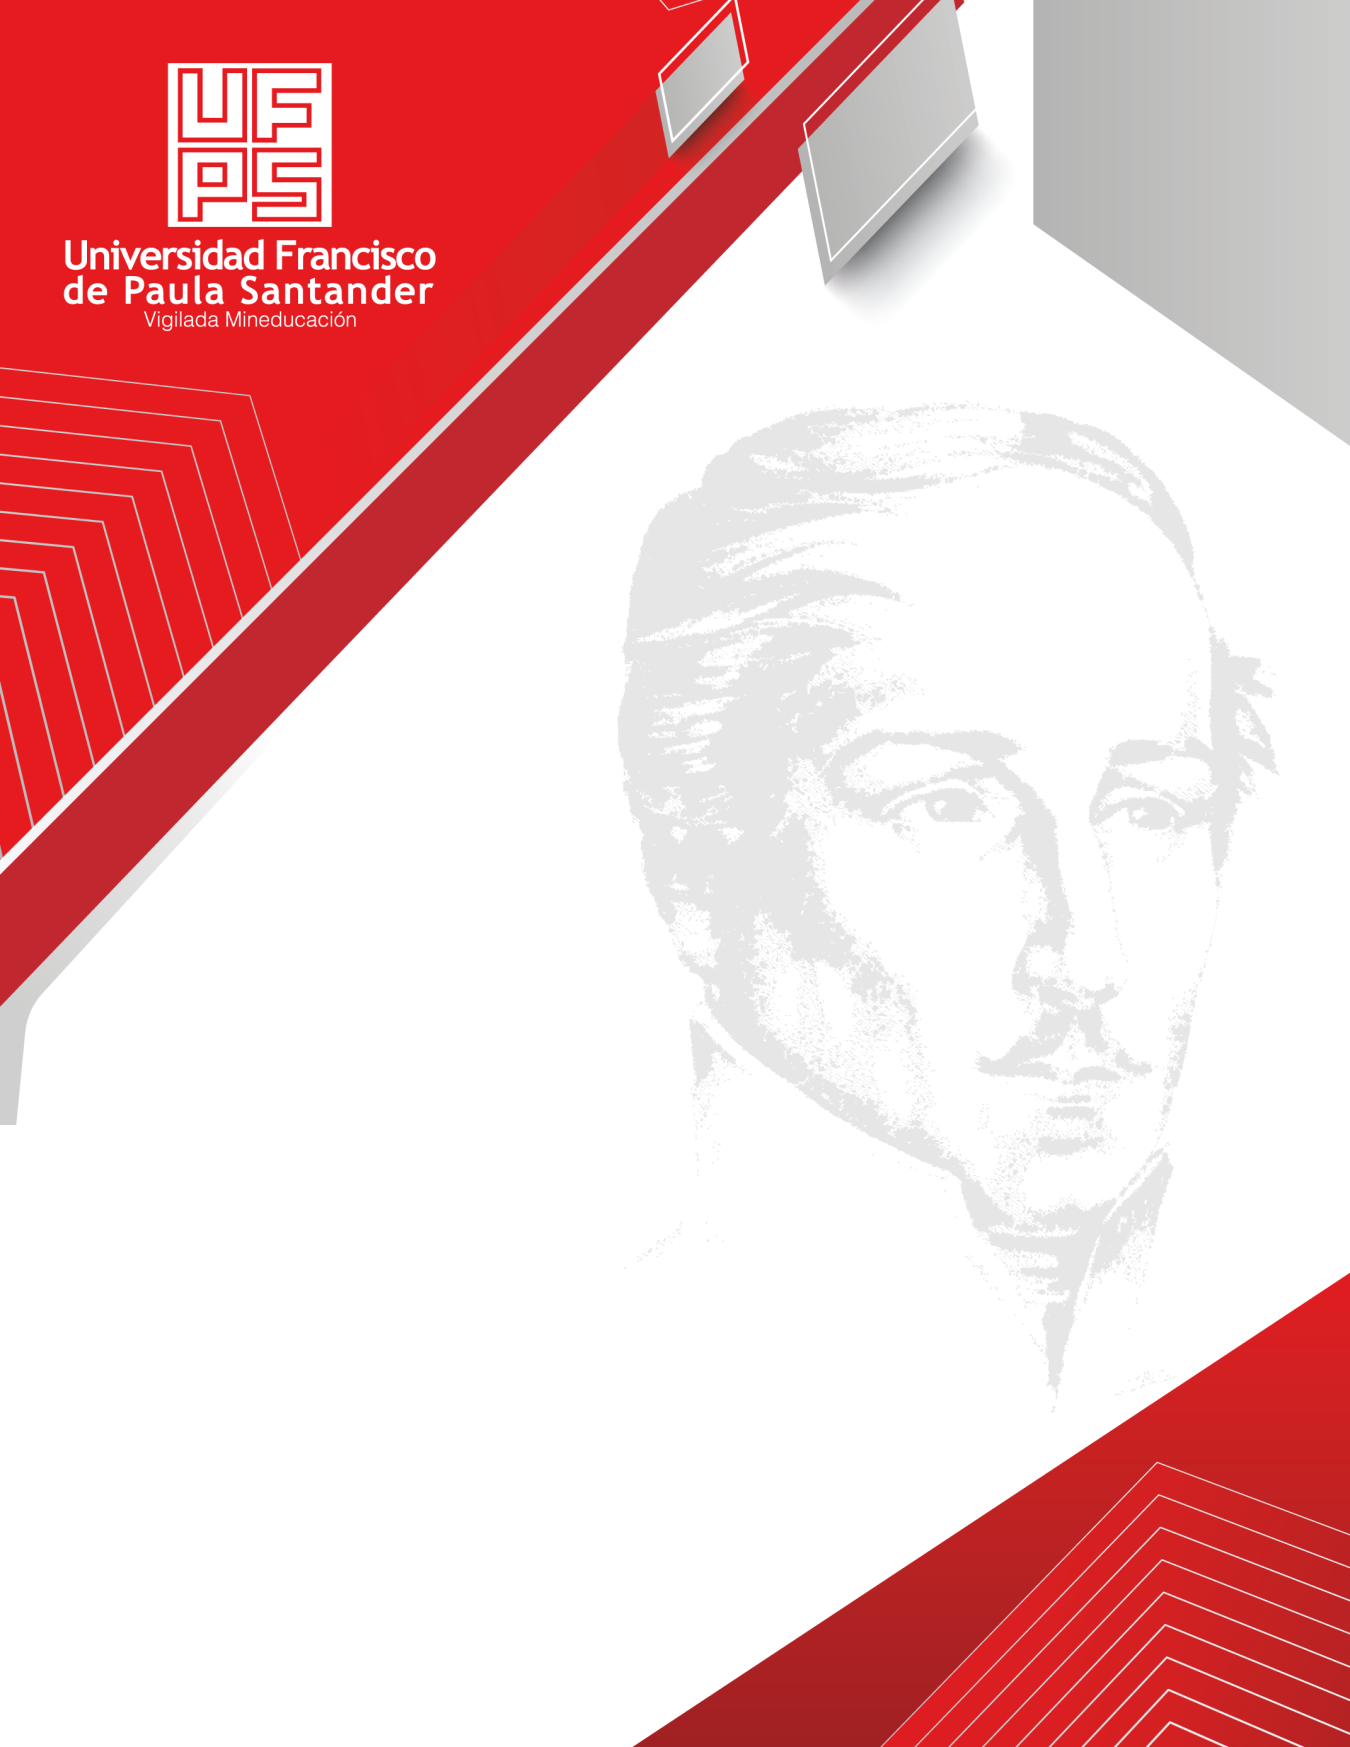 UF
PS
Universidad Francisco
de Paula Santander
Vigilada Mineducación